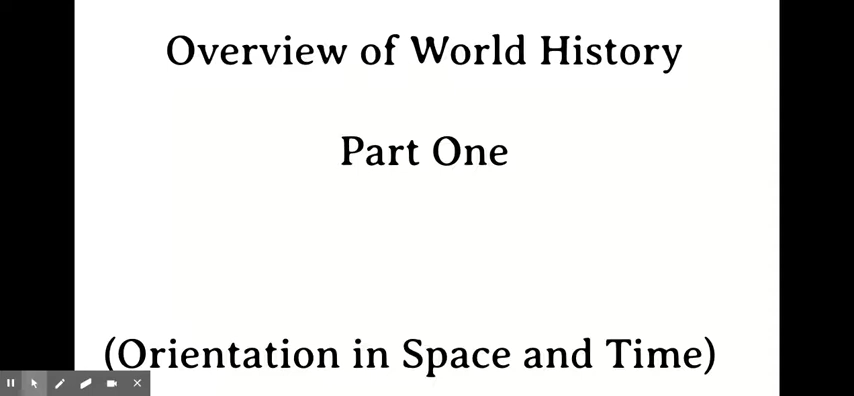 Overview of World History
Part One
(Orientation in Space and Time)